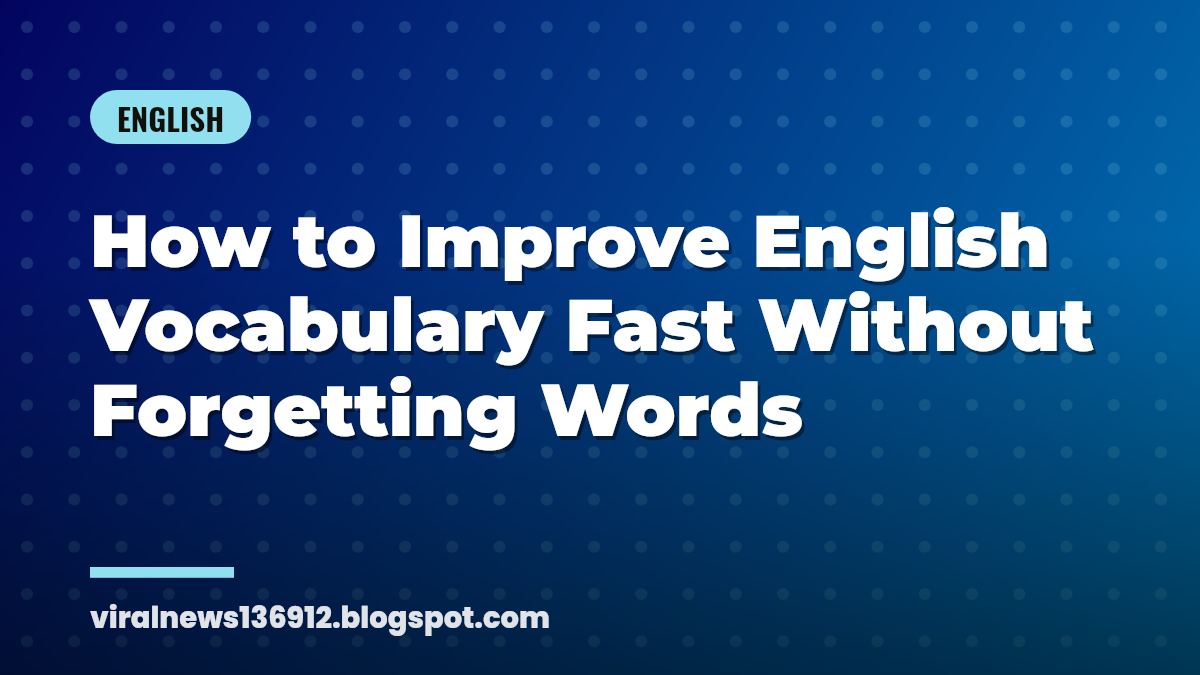 ENGLISH
How to Improve English
Vocabulary Fast Without
Forgetting Words
viralnews136912.blogspot.com